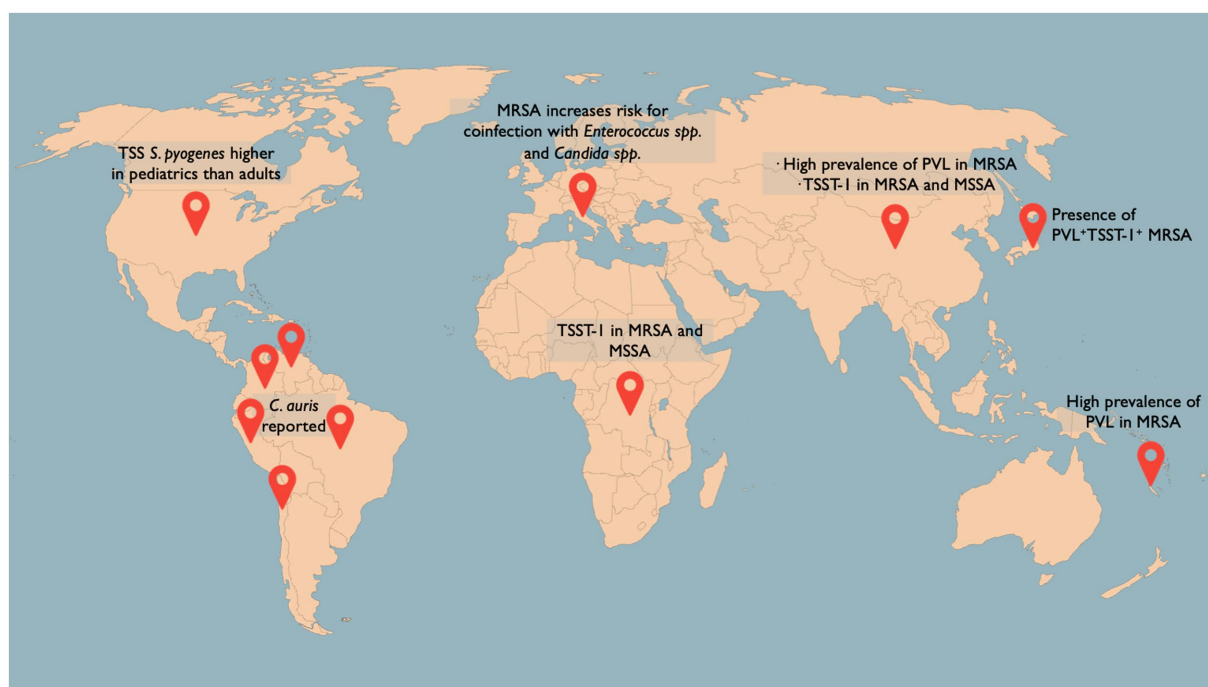 MRSA increases risk for
coinfection with Enterococcus spp.
and Candida spp.
TSS S. pyogenes higher
in pediatrics than adults
· High prevalence of PVL in MRSA
·TSST-1 in MRSA and MSSA
Presence of
PVL⁺TSST-1⁺ MRSA
TSST-1 in MRSA and
MSSA
C. auris
reported
High prevalence of
PVL in MRSA